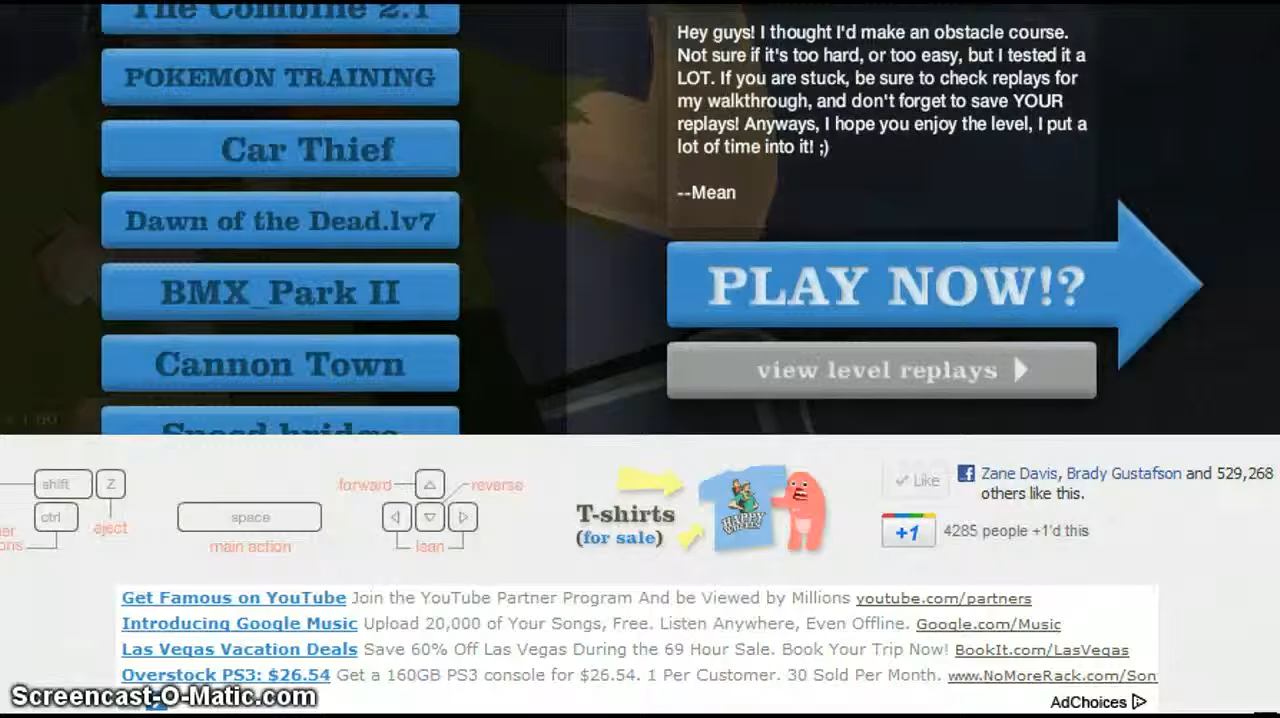 The Combine 2.1
POKEMON TRAINING
Car Thief
Dawn of the Dead.lv7
BMX_Park II
Cannon Town
Speed bridge
Hey guys! I thought I'd make an obstacle course.
Not sure if it's too hard, or too easy, but I tested it a
LOT. If you are stuck, be sure to check replays for
my walkthrough, and don't forget to save YOUR
replays! Anyways, I hope you enjoy the level, I put a
lot of time into it! ;)
--Mean
PLAY NOW!?
view level replays
shift
Z
ctrl
eject
space
main action
forward
reverse
lean
T-shirts
(for sale)
HAPPY WHEELS
Like
Zane Davis, Brady Gustafson and 529,268
others like this.
+1
4285 people +1'd this
Get Famous on YouTube Join the YouTube Partner Program And be Viewed by Millions youtube.com/partners
Introducing Google Music Upload 20,000 of Your Songs, Free. Listen Anywhere, Even Offline. Google.com/Music
Las Vegas Vacation Deals Save 60% Off Las Vegas During the 69 Hour Sale. Book Your Trip Now! BookIt.com/LasVegas
Overstock PS3: $26.54 Get a 160GB PS3 console for $26.54. 1 Per Customer. 30 Sold Per Month. www.NoMoreRack.com/Son
Screencast-O-Matic.com
AdChoices